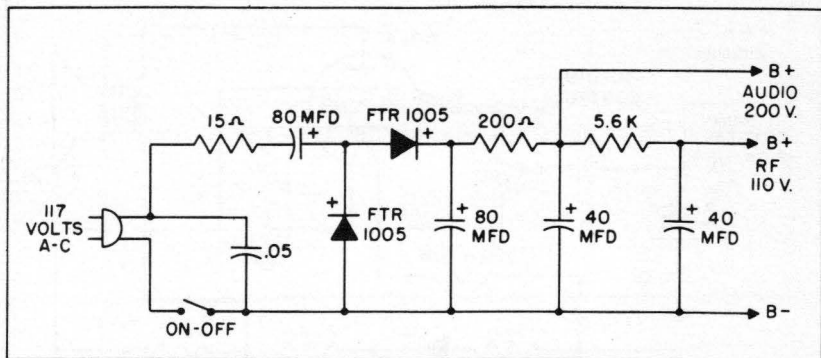 B+
AUDIO
200 V.
15Ω
80 MFD
+
FTR 1005
+
200Ω
5.6 K
B+
RF
110 V.
117
VOLTS
A-C
.05
+
FTR
1005
+
80
MFD
+
40
MFD
+
40
MFD
ON-OFF
B-